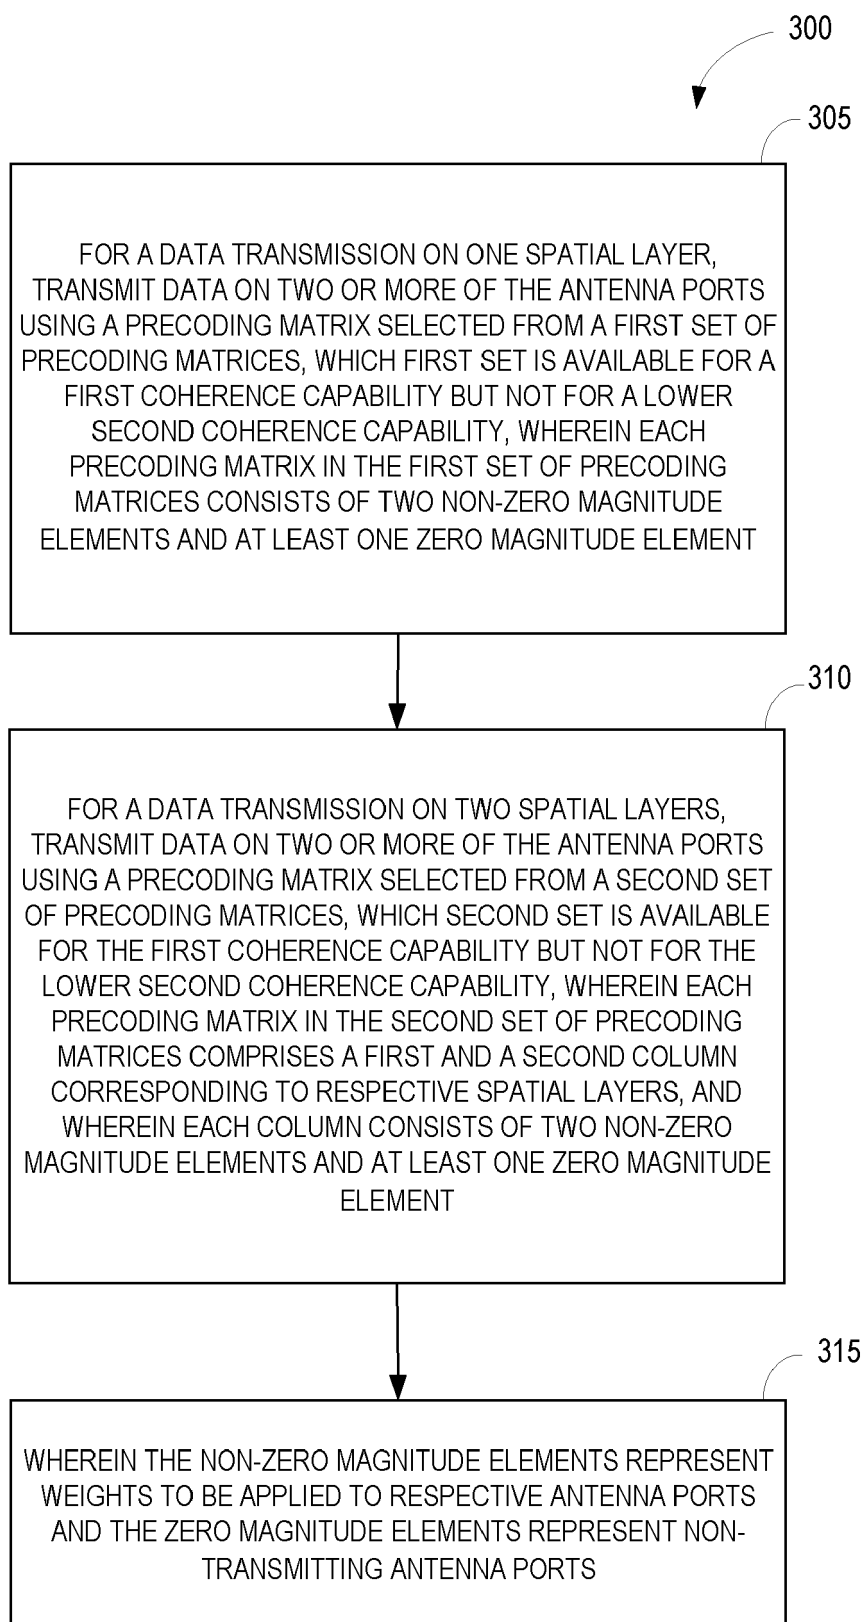 300
305
FOR A DATA TRANSMISSION ON ONE SPATIAL LAYER,
TRANSMIT DATA ON TWO OR MORE OF THE ANTENNA PORTS
USING A PRECODING MATRIX SELECTED FROM A FIRST SET OF
PRECODING MATRICES, WHICH FIRST SET IS AVAILABLE FOR A
FIRST COHERENCE CAPABILITY BUT NOT FOR A LOWER
SECOND COHERENCE CAPABILITY, WHEREIN EACH
PRECODING MATRIX IN THE FIRST SET OF PRECODING
MATRICES CONSISTS OF TWO NON-ZERO MAGNITUDE
ELEMENTS AND AT LEAST ONE ZERO MAGNITUDE ELEMENT
310
FOR A DATA TRANSMISSION ON TWO SPATIAL LAYERS,
TRANSMIT DATA ON TWO OR MORE OF THE ANTENNA PORTS
USING A PRECODING MATRIX SELECTED FROM A SECOND SET
OF PRECODING MATRICES, WHICH SECOND SET IS AVAILABLE
FOR THE FIRST COHERENCE CAPABILITY BUT NOT FOR THE
LOWER SECOND COHERENCE CAPABILITY, WHEREIN EACH
PRECODING MATRIX IN THE SECOND SET OF PRECODING
MATRICES COMPRISES A FIRST AND A SECOND COLUMN
CORRESPONDING TO RESPECTIVE SPATIAL LAYERS, AND
WHEREIN EACH COLUMN CONSISTS OF TWO NON-ZERO
MAGNITUDE ELEMENTS AND AT LEAST ONE ZERO MAGNITUDE
ELEMENT
315
WHEREIN THE NON-ZERO MAGNITUDE ELEMENTS REPRESENT
WEIGHTS TO BE APPLIED TO RESPECTIVE ANTENNA PORTS
AND THE ZERO MAGNITUDE ELEMENTS REPRESENT NON-
TRANSMITTING ANTENNA PORTS